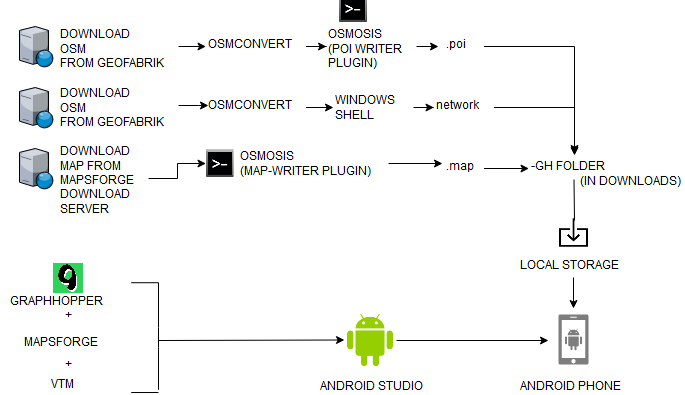 DOWNLOAD
OSM
FROM GEOFABRIK
OSMCONVERT
OSMOSIS
(POI WRITER
PLUGIN)
.poi
DOWNLOAD
OSM
FROM GEOFABRIK
OSMCONVERT
WINDOWS
SHELL
network
DOWNLOAD
MAP FROM
MAPSFORGE
DOWNLOAD
SERVER
OSMOSIS
(MAP-WRITER PLUGIN)
.map
-GH FOLDER
(IN DOWNLOADS)
LOCAL STORAGE
GRAPHHOPPER
+
MAPSFORGE
+
VTM
ANDROID STUDIO
ANDROID PHONE